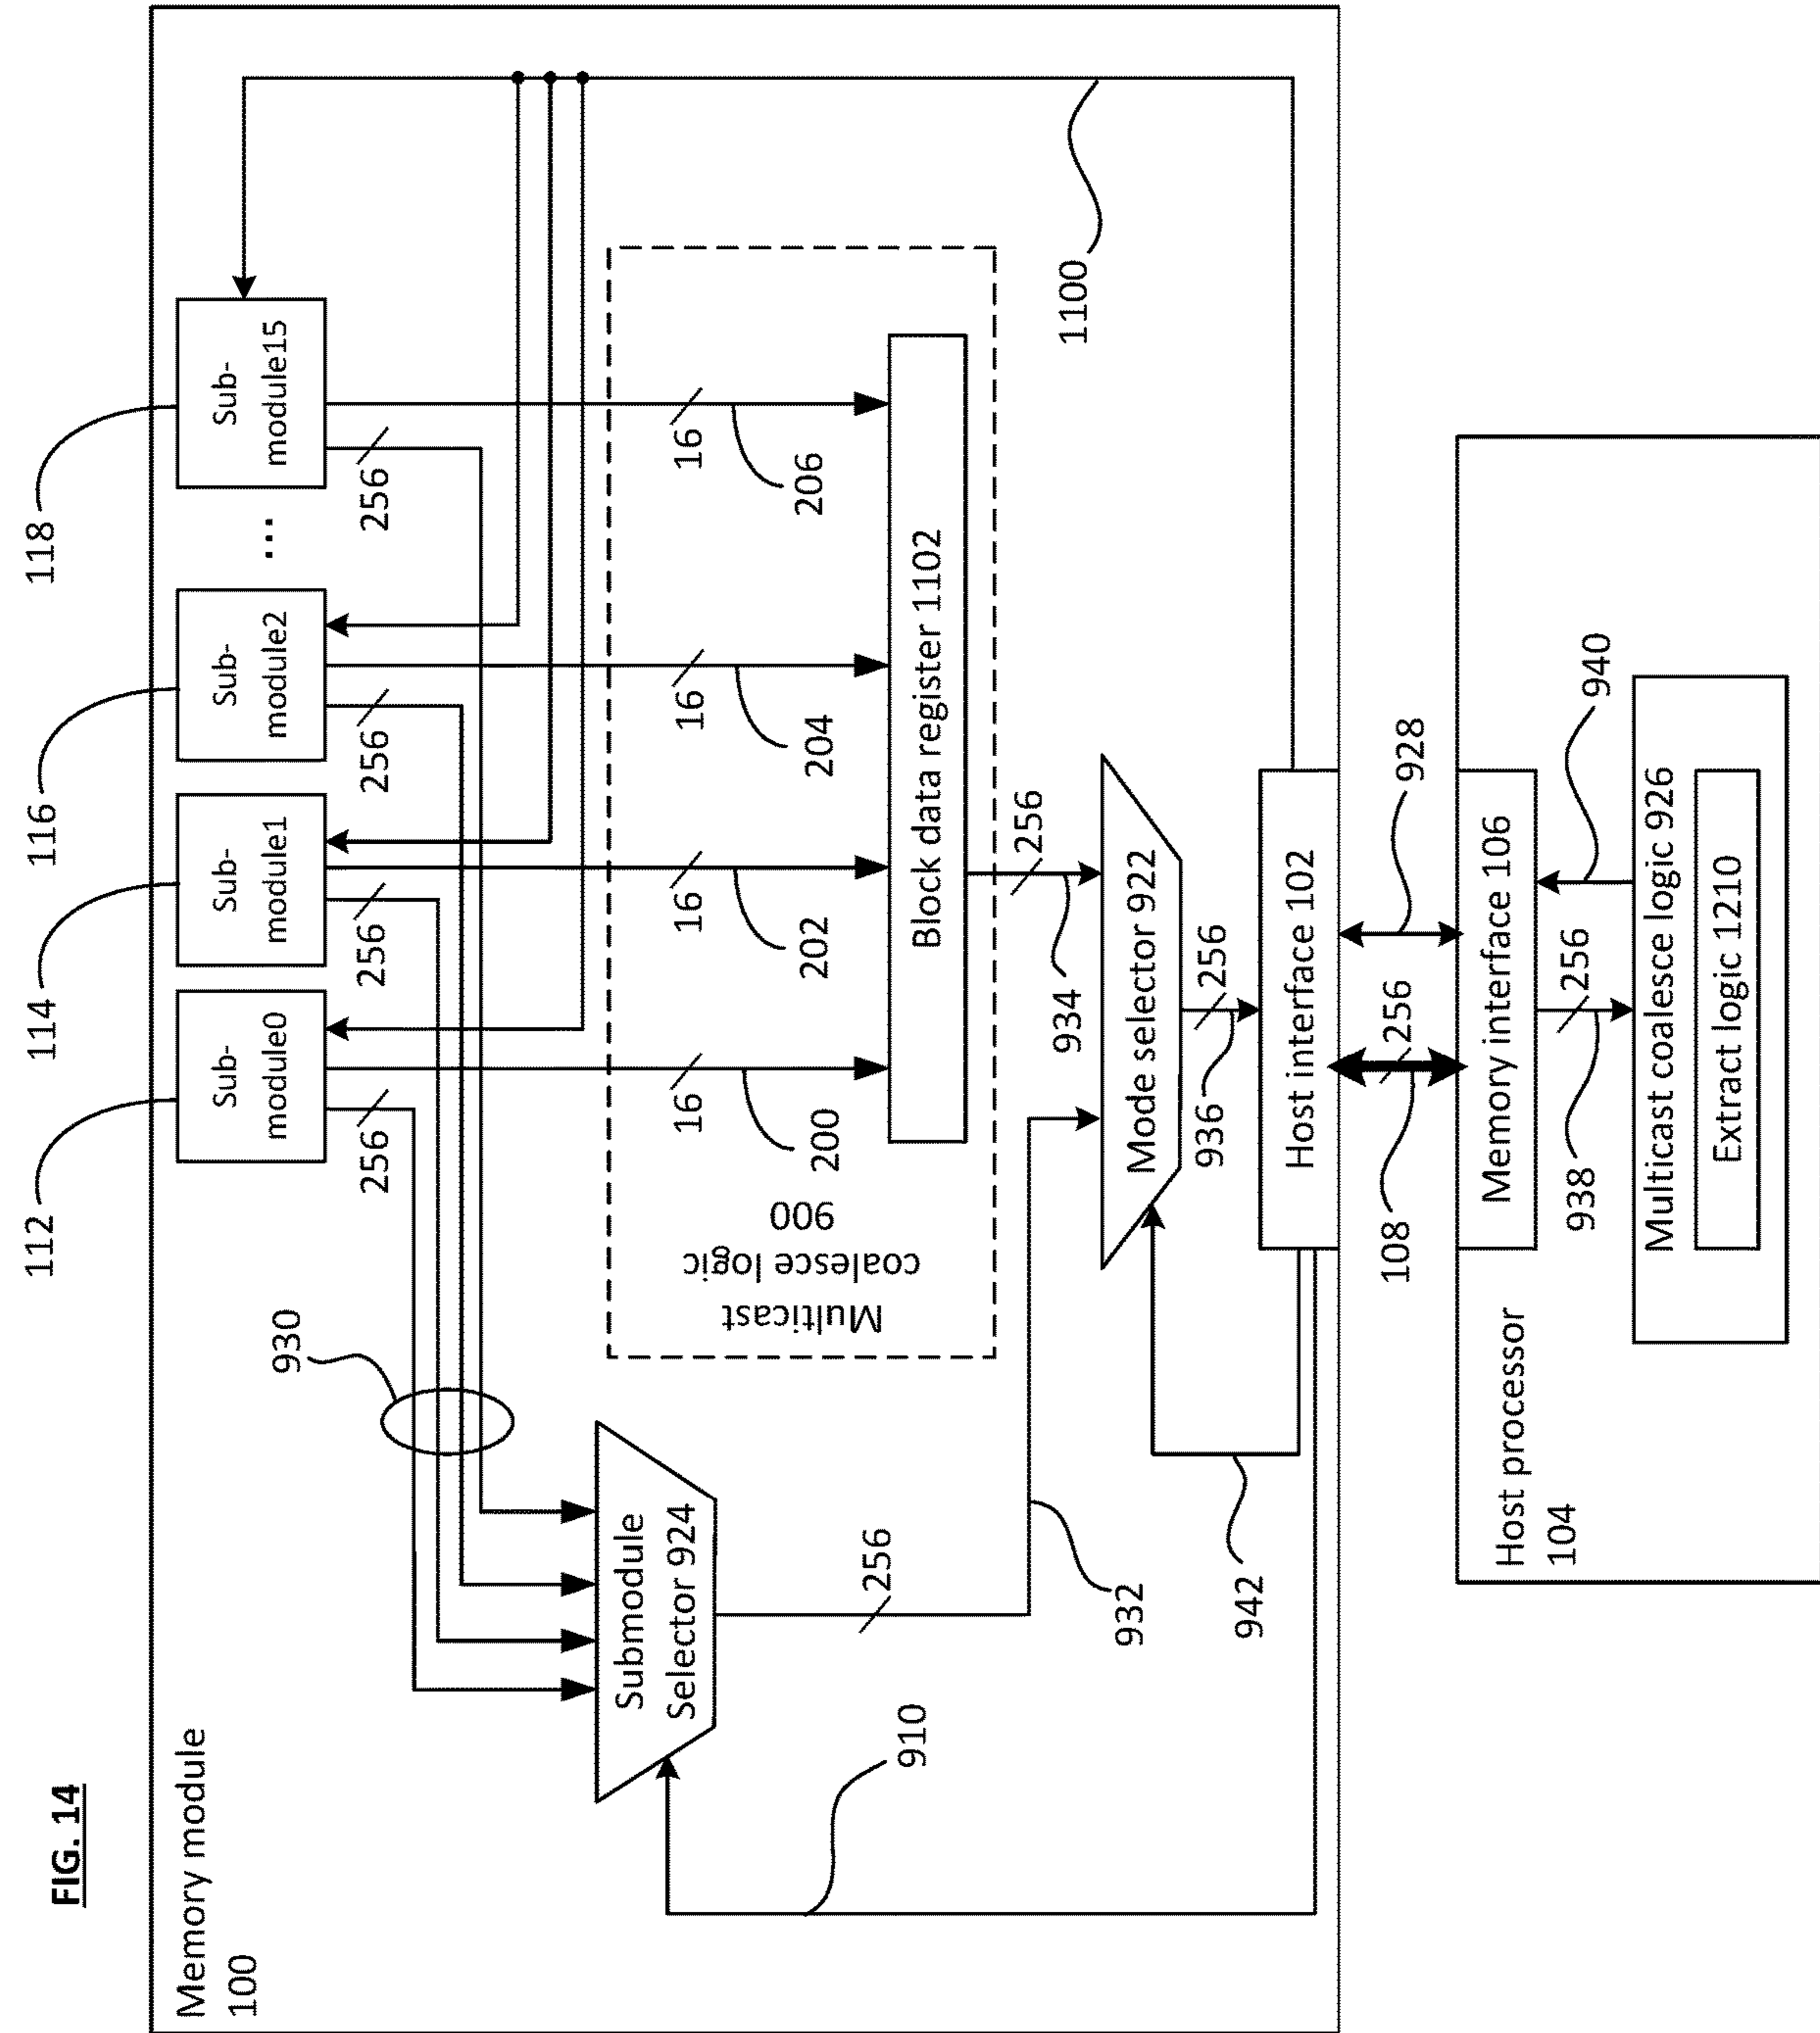 FIG. 14
Memory module
100
112
114
116
118
Sub-
module0
Sub-
module1
Sub-
module2
...
Sub-
module15
256
256
256
256
930
Submodule
Selector 924
910
256
932
Multicast
coalesce logic
900
16
16
16
16
200
202
204
206
Block data register 1102
256
934
Mode selector 922
942
256
936
1100
Host interface 102
108
256
928
Host processor
104
Memory interface 106
938
256
940
Multicast coalesce logic 926
Extract logic 1210